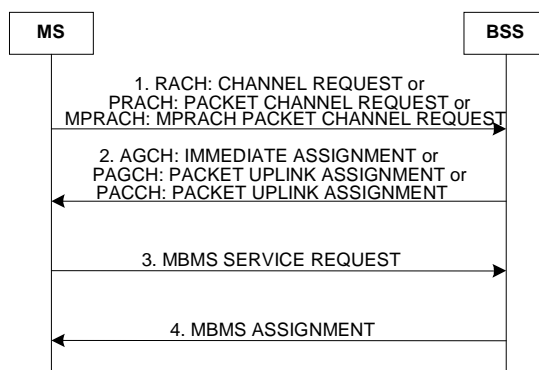 MS
BSS
1. RACH: CHANNEL REQUEST or
PRACH: PACKET CHANNEL REQUEST or
MPRACH: MPRACH PACKET CHANNEL REQUEST
2. AGCH: IMMEDIATE ASSIGNMENT or
PAGCH: PACKET UPLINK ASSIGNMENT or
PACCH: PACKET UPLINK ASSIGNMENT
3. MBMS SERVICE REQUEST
4. MBMS ASSIGNMENT